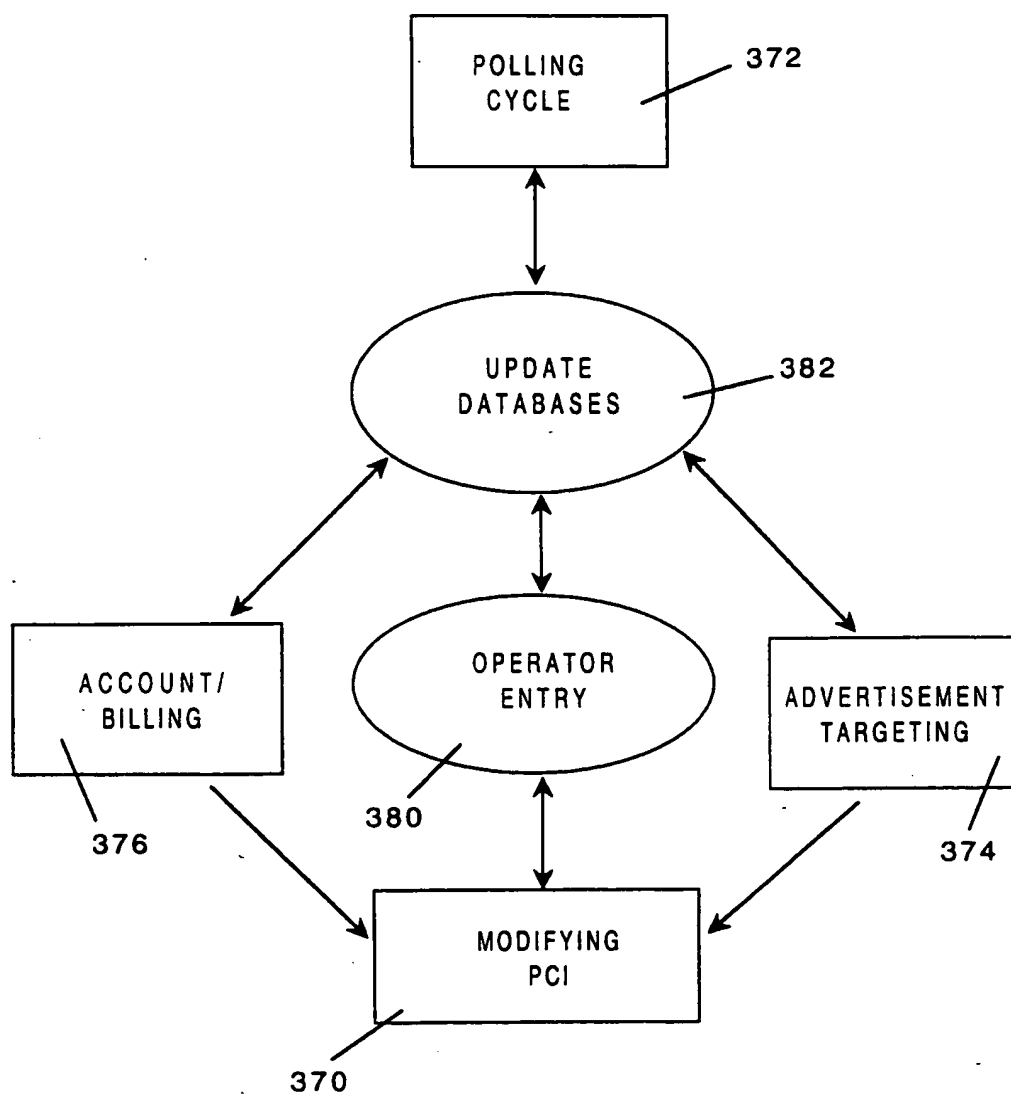 POLLING
CYCLE
372
UPDATE
DATABASES
382
ACCOUNT/
BILLING
376
OPERATOR
ENTRY
380
ADVERTISEMENT
TARGETING
374
MODIFYING
PCI
370